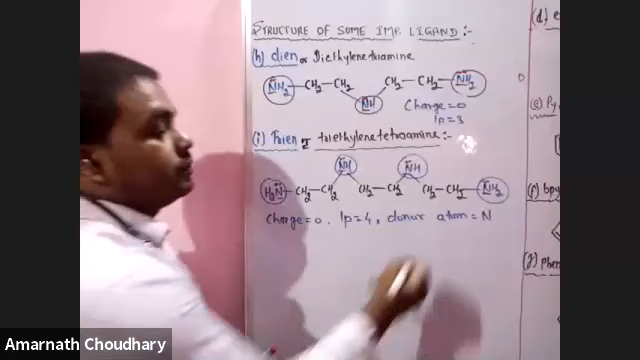 STRUCTURE OF SOME IMP. LIGAND :-
(h) dien or Diethylenetriamine
NH2 - CH2 - CH2 CH2 - CH2 - NH2
NH
Charge = 0
lp = 3
(i) Trien or triethylenetetraamine :-
NH NH
H2N - CH2 - CH2 CH2 - CH2 CH2 - CH2 - NH2
Charge = 0. lp = 4, donor atom = N
(d) e
(e) Py
(f) bpy
(g) Phen
Amarnath Choudhary